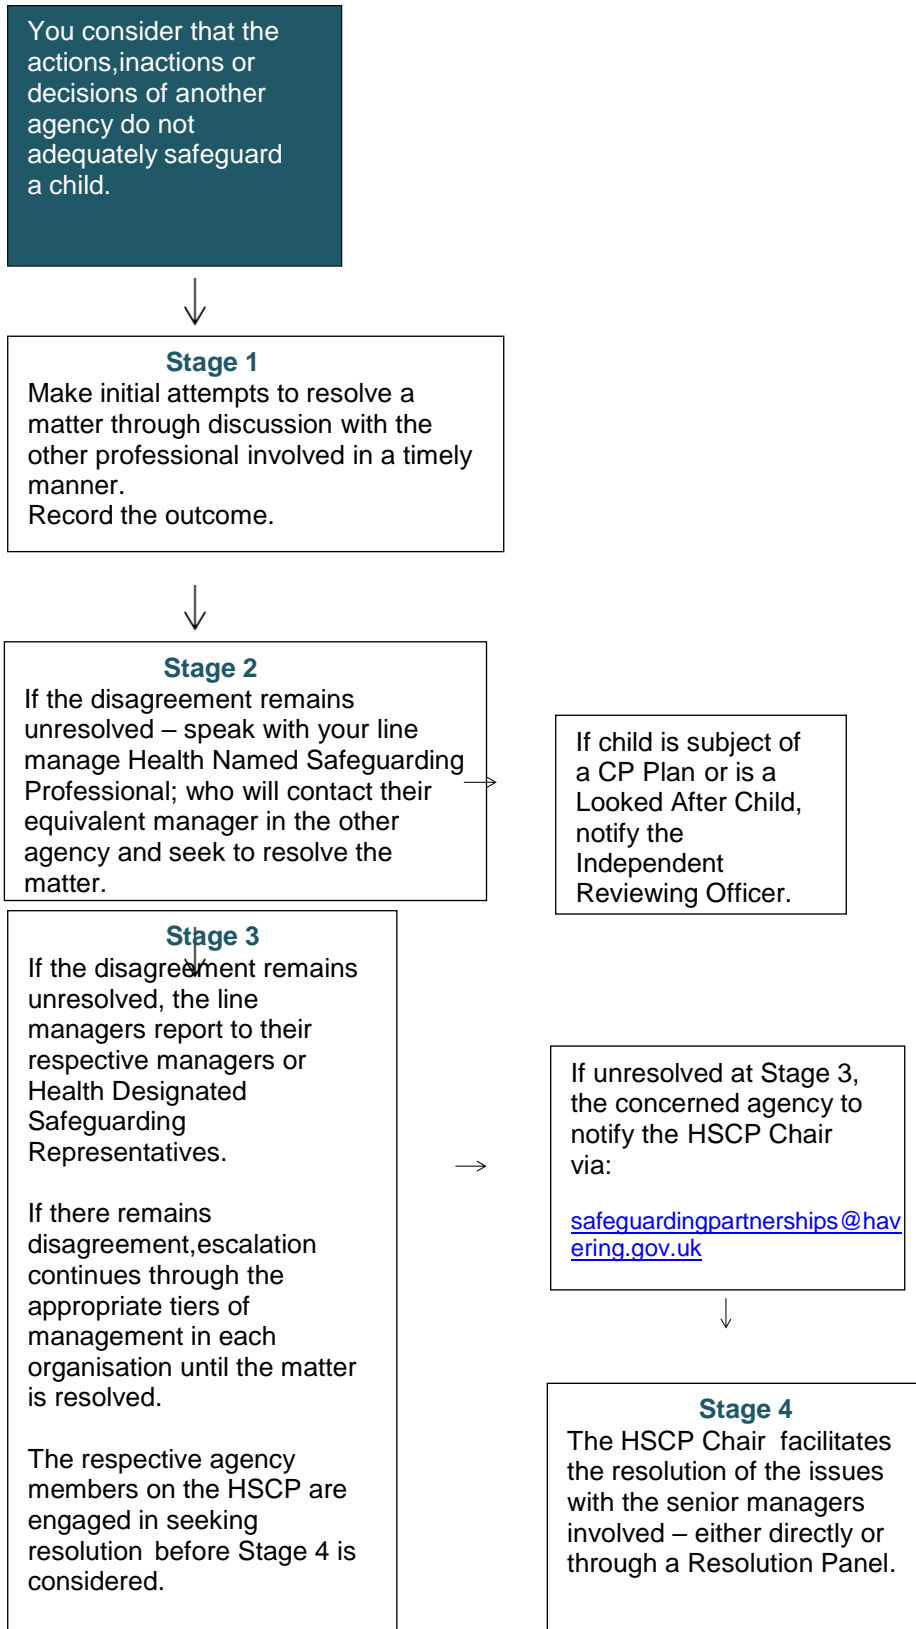 You consider that the
actions,inactions or
decisions of another
agency do not
adequately safeguard
a child.
Stage 1
Make initial attempts to resolve a
matter through discussion with the
other professional involved in a timely
manner.
Record the outcome.
Stage 2
If the disagreement remains
unresolved – speak with your line
manage Health Named Safeguarding
Professional; who will contact their
equivalent manager in the other
agency and seek to resolve the
matter.
If child is subject of
a CP Plan or is a
Looked After Child,
notify the
Independent
Reviewing Officer.
Stage 3
If the disagreement remains
unresolved, the line
managers report to their
respective managers or
Health Designated
Safeguarding
Representatives.
If there remains
disagreement,escalation
continues through the
appropriate tiers of
management in each
organisation until the matter
is resolved.
The respective agency
members on the HSCP are
engaged in seeking
resolution before Stage 4 is
considered.
If unresolved at Stage 3,
the concerned agency to
notify the HSCP Chair
via:
safeguardingpartnerships@hav
ering.gov.uk
Stage 4
The HSCP Chair facilitates
the resolution of the issues
with the senior managers
involved – either directly or
through a Resolution Panel.